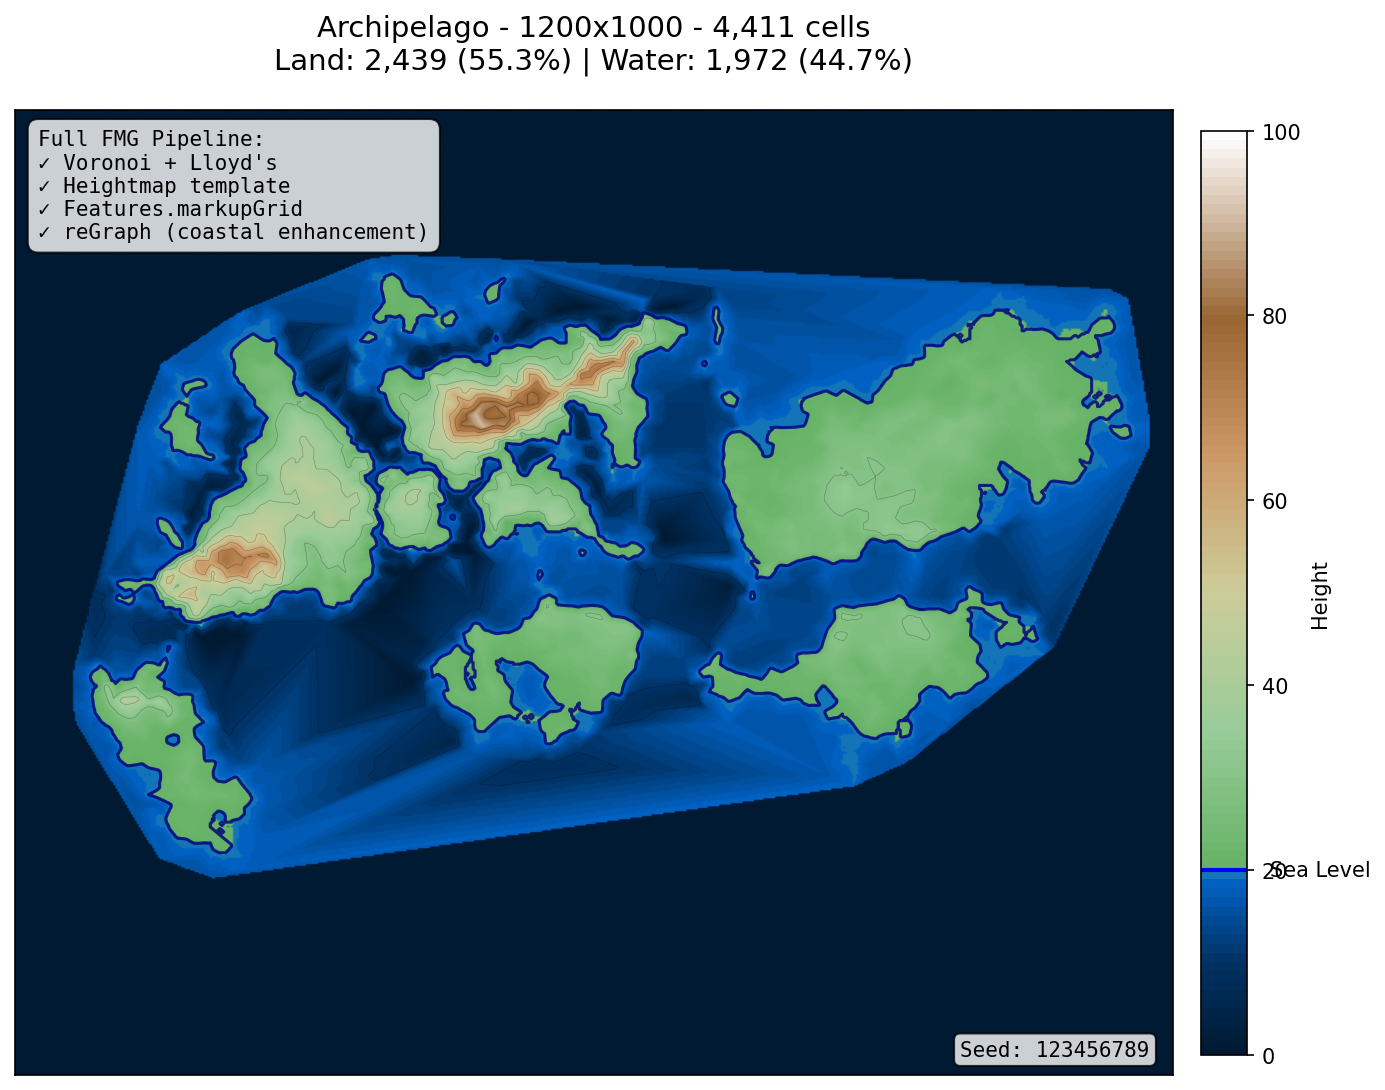 Archipelago - 1200x1000 - 4,411 cells
Land: 2,439 (55.3%) | Water: 1,972 (44.7%)
Full FMG Pipeline:
✓ Voronoi + Lloyd's
✓ Heightmap template
✓ Features.markupGrid
✓ reGraph (coastal enhancement)
100
80
60
40
20
0
Sea Level
Height
Seed: 123456789